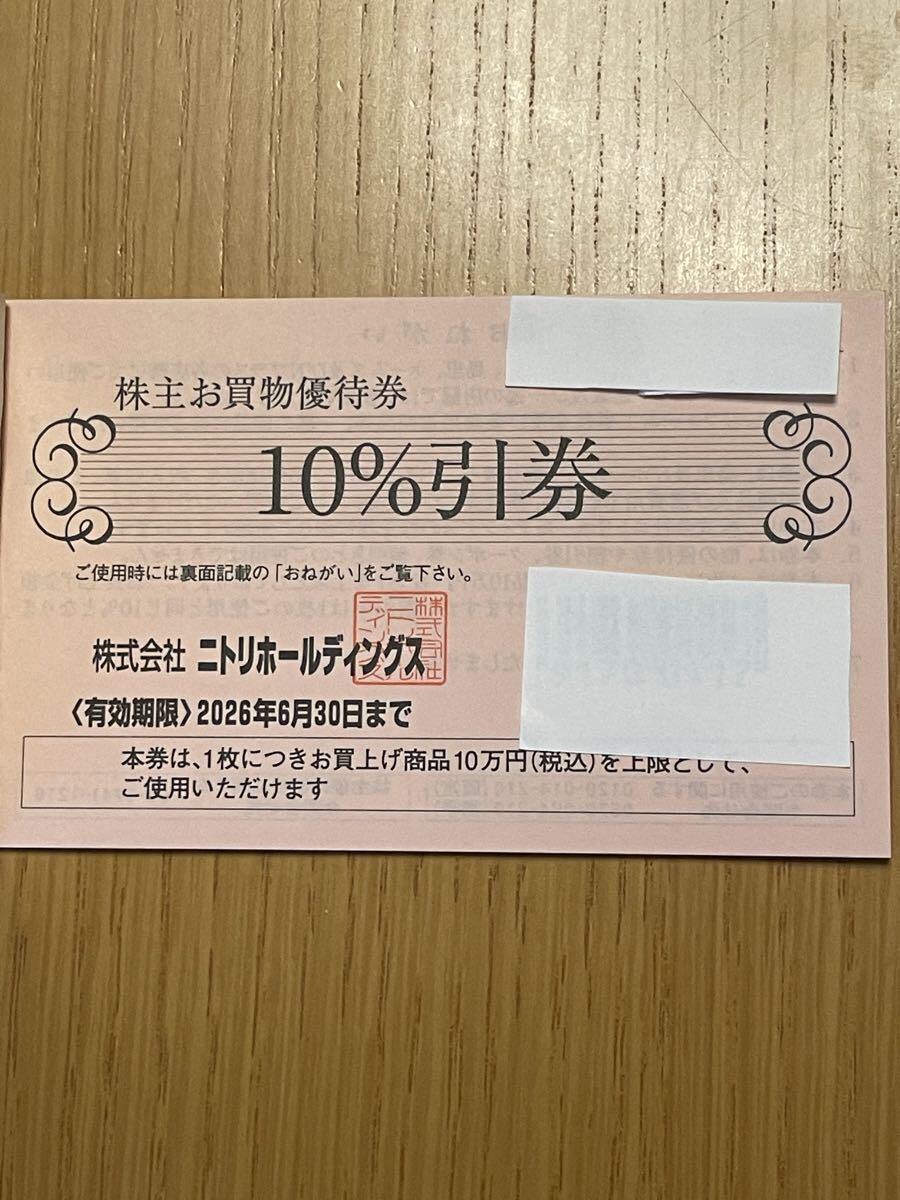 株主お買物優待券
10%引券
ご使用時には裏面記載の「おねがい」をご覧下さい。
株式会社 ニトリホールディングス
〈有効期限〉2026年6月30日まで
本券は、1枚につきお買上げ商品10万円(税込)を上限として、
ご使用いただけます